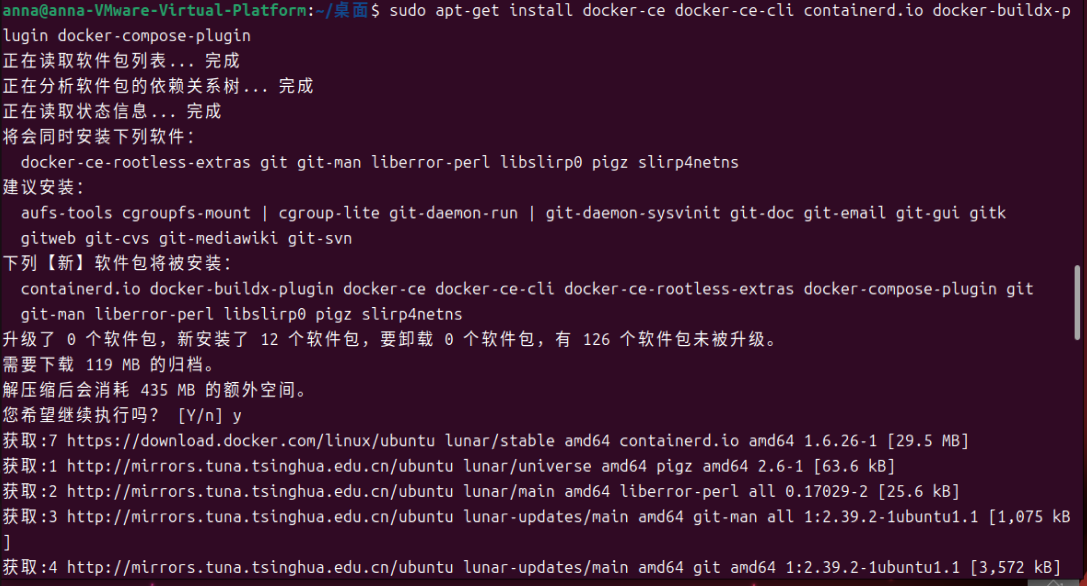 anna@anna-VMware-Virtual-Platform:~/桌面$ sudo apt-get install docker-ce docker-ce-cli containerd.io docker-buildx-p
lugin docker-compose-plugin
正在读取软件包列表... 完成
正在分析软件包的依赖关系树... 完成
正在读取状态信息... 完成
将会同时安装下列软件：
  docker-ce-rootless-extras git git-man liberror-perl libslirp0 pigz slirp4netns
建议安装：
  aufs-tools cgroupfs-mount | cgroup-lite git-daemon-run | git-daemon-sysvinit git-doc git-email git-gui gitk
  gitweb git-cvs git-mediawiki git-svn
下列【新】软件包将被安装：
  containerd.io docker-buildx-plugin docker-ce docker-ce-cli docker-ce-rootless-extras docker-compose-plugin git
  git-man liberror-perl libslirp0 pigz slirp4netns
升级了 0 个软件包，新安装了 12 个软件包，要卸载 0 个软件包，有 126 个软件包未被升级。
需要下载 119 MB 的归档。
解压缩后会消耗 435 MB 的额外空间。
您希望继续执行吗？ [Y/n] y
获取:7 https://download.docker.com/linux/ubuntu lunar/stable amd64 containerd.io amd64 1.6.26-1 [29.5 MB]
获取:1 http://mirrors.tuna.tsinghua.edu.cn/ubuntu lunar/universe amd64 pigz amd64 2.6-1 [63.6 kB]
获取:2 http://mirrors.tuna.tsinghua.edu.cn/ubuntu lunar/main amd64 liberror-perl all 0.17029-2 [25.6 kB]
获取:3 http://mirrors.tuna.tsinghua.edu.cn/ubuntu lunar-updates/main amd64 git-man all 1:2.39.2-1ubuntu1.1 [1,075 kB
]
获取:4 http://mirrors.tuna.tsinghua.edu.cn/ubuntu lunar-updates/main amd64 git amd64 1:2.39.2-1ubuntu1.1 [3,572 kB]